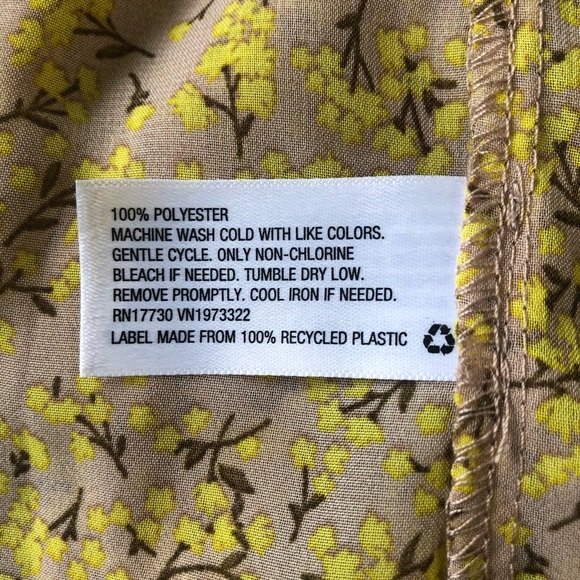 100% POLYESTER
MACHINE WASH COLD WITH LIKE COLORS.
GENTLE CYCLE. ONLY NON-CHLORINE
BLEACH IF NEEDED. TUMBLE DRY LOW.
REMOVE PROMPTLY. COOL IRON IF NEEDED.
RN17730 VN1973322
LABEL MADE FROM 100% RECYCLED PLASTIC